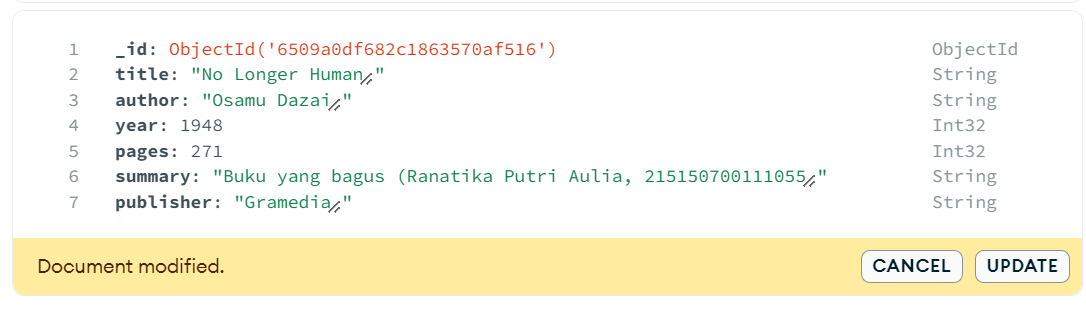 1 _id: ObjectId('6509a0df682c1863570af516') ObjectId
2 title: "No Longer Human" String
3 author: "Osamu Dazai" String
4 year: 1948 Int32
5 pages: 271 Int32
6 summary: "Buku yang bagus (Ranatika Putri Aulia, 215150700111055" String
7 publisher: "Gramedia" String
Document modified. CANCEL UPDATE